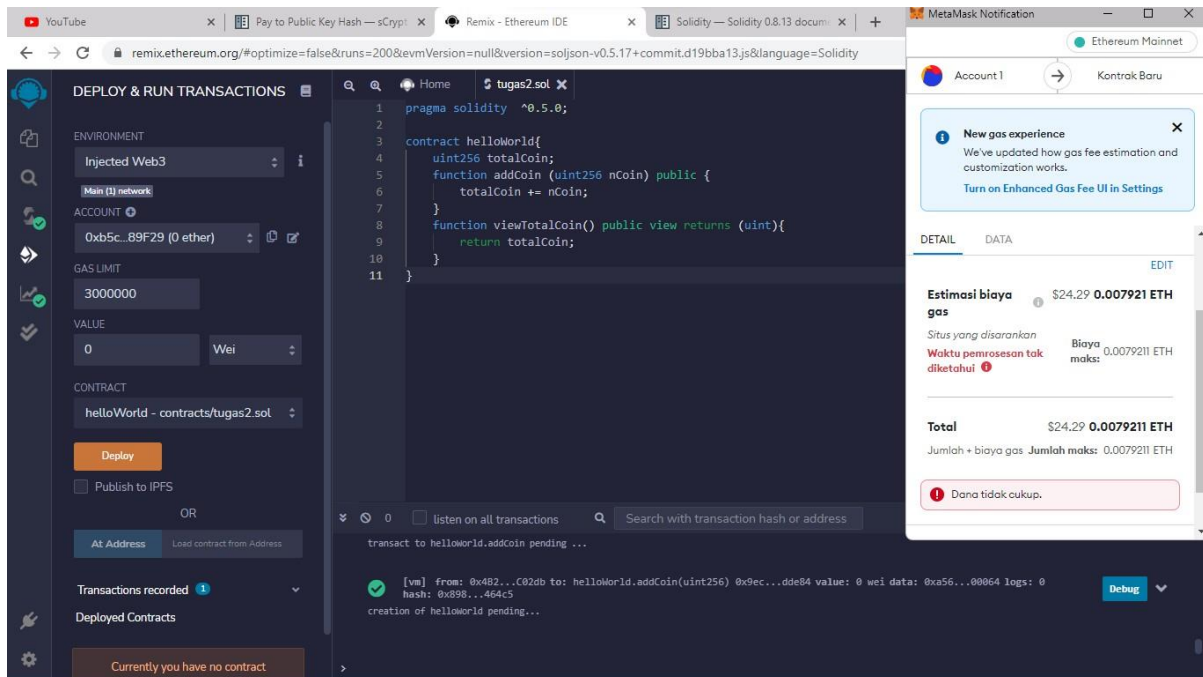 YouTube
Pay to Public Key Hash — sCrypt
Remix - Ethereum IDE
Solidity — Solidity 0.8.13 docum
remix.ethereum.org/#optimize=false&runs=200&evmVersion=null&version=soljson-v0.5.17+commit.d19bba13.js&language=Solidity
DEPLOY & RUN TRANSACTIONS
ENVIRONMENT
Injected Web3
i
Main (1) network
ACCOUNT
0xb5c...89F29 (0 ether)
GAS LIMIT
3000000
VALUE
0 Wei
CONTRACT
helloWorld - contracts/tugas2.sol
Deploy
Publish to IPFS
OR
At Address Load contract from Address
Transactions recorded 1
Deployed Contracts
Currently you have no contract
Home tugas2.sol
1 pragma solidity ^0.5.0;
2
3 contract helloWorld{
4 uint256 totalCoin;
5 function addCoin (uint256 nCoin) public {
6 totalCoin += nCoin;
7 }
8 function viewTotalCoin() public view returns (uint){
9 return totalCoin;
10 }
11 }
0 listen on all transactions Search with transaction hash or address
transact to helloWorld.addCoin pending ...
[vm] from: 0x4B2...C02db to: helloWorld.addCoin(uint256) 0x9ec...dde84 value: 0 wei data: 0xa56...00064 logs: 0
hash: 0x898...464c5
Debug
creation of helloWorld pending...
>
MetaMask Notification
Ethereum Mainnet
Account 1 Kontrak Baru
New gas experience
We've updated how gas fee estimation and
customization works.
Turn on Enhanced Gas Fee UI in Settings
DETAIL DATA
EDIT
Estimasi biaya gas $24.29 0.007921 ETH
Situs yang disarankan
Waktu pemrosesan tak diketahui
Biaya maks: 0.0079211 ETH
Total $24.29 0.0079211 ETH
Jumlah + biaya gas Jumlah maks: 0.0079211 ETH
Dana tidak cukup.